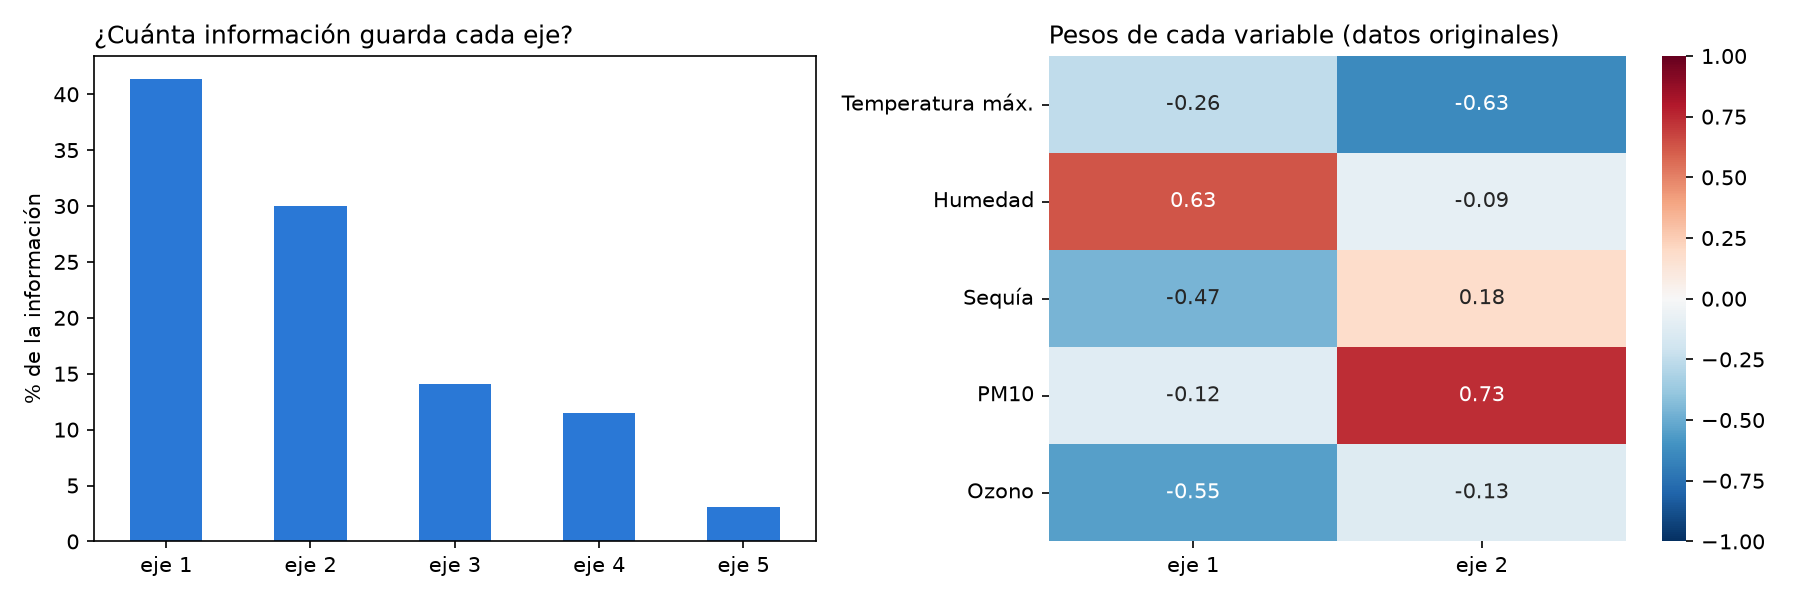 ¿Cuánta información guarda cada eje?
% de la información
40
35
30
25
20
15
10
5
0
eje 1
eje 2
eje 3
eje 4
eje 5
Pesos de cada variable (datos originales)
Temperatura máx.
-0.26
-0.63
Humedad
0.63
-0.09
Sequía
-0.47
0.18
PM10
-0.12
0.73
Ozono
-0.55
-0.13
eje 1
eje 2
1.00
0.75
0.50
0.25
0.00
−0.25
−0.50
−0.75
−1.00